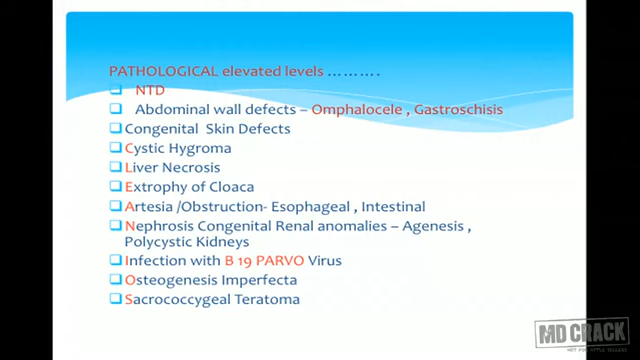 PATHOLOGICAL elevated levels ……….
NTD
Abdominal wall defects – Omphalocele , Gastroschisis
Congenital Skin Defects
Cystic Hygroma
Liver Necrosis
Extrophy of Cloaca
Artesia /Obstruction- Esophageal , Intestinal
Nephrosis Congenital Renal anomalies – Agenesis ,
Polycystic Kidneys
Infection with B 19 PARVO Virus
Osteogenesis Imperfecta
Sacrococcygeal Teratoma
MD CRACK